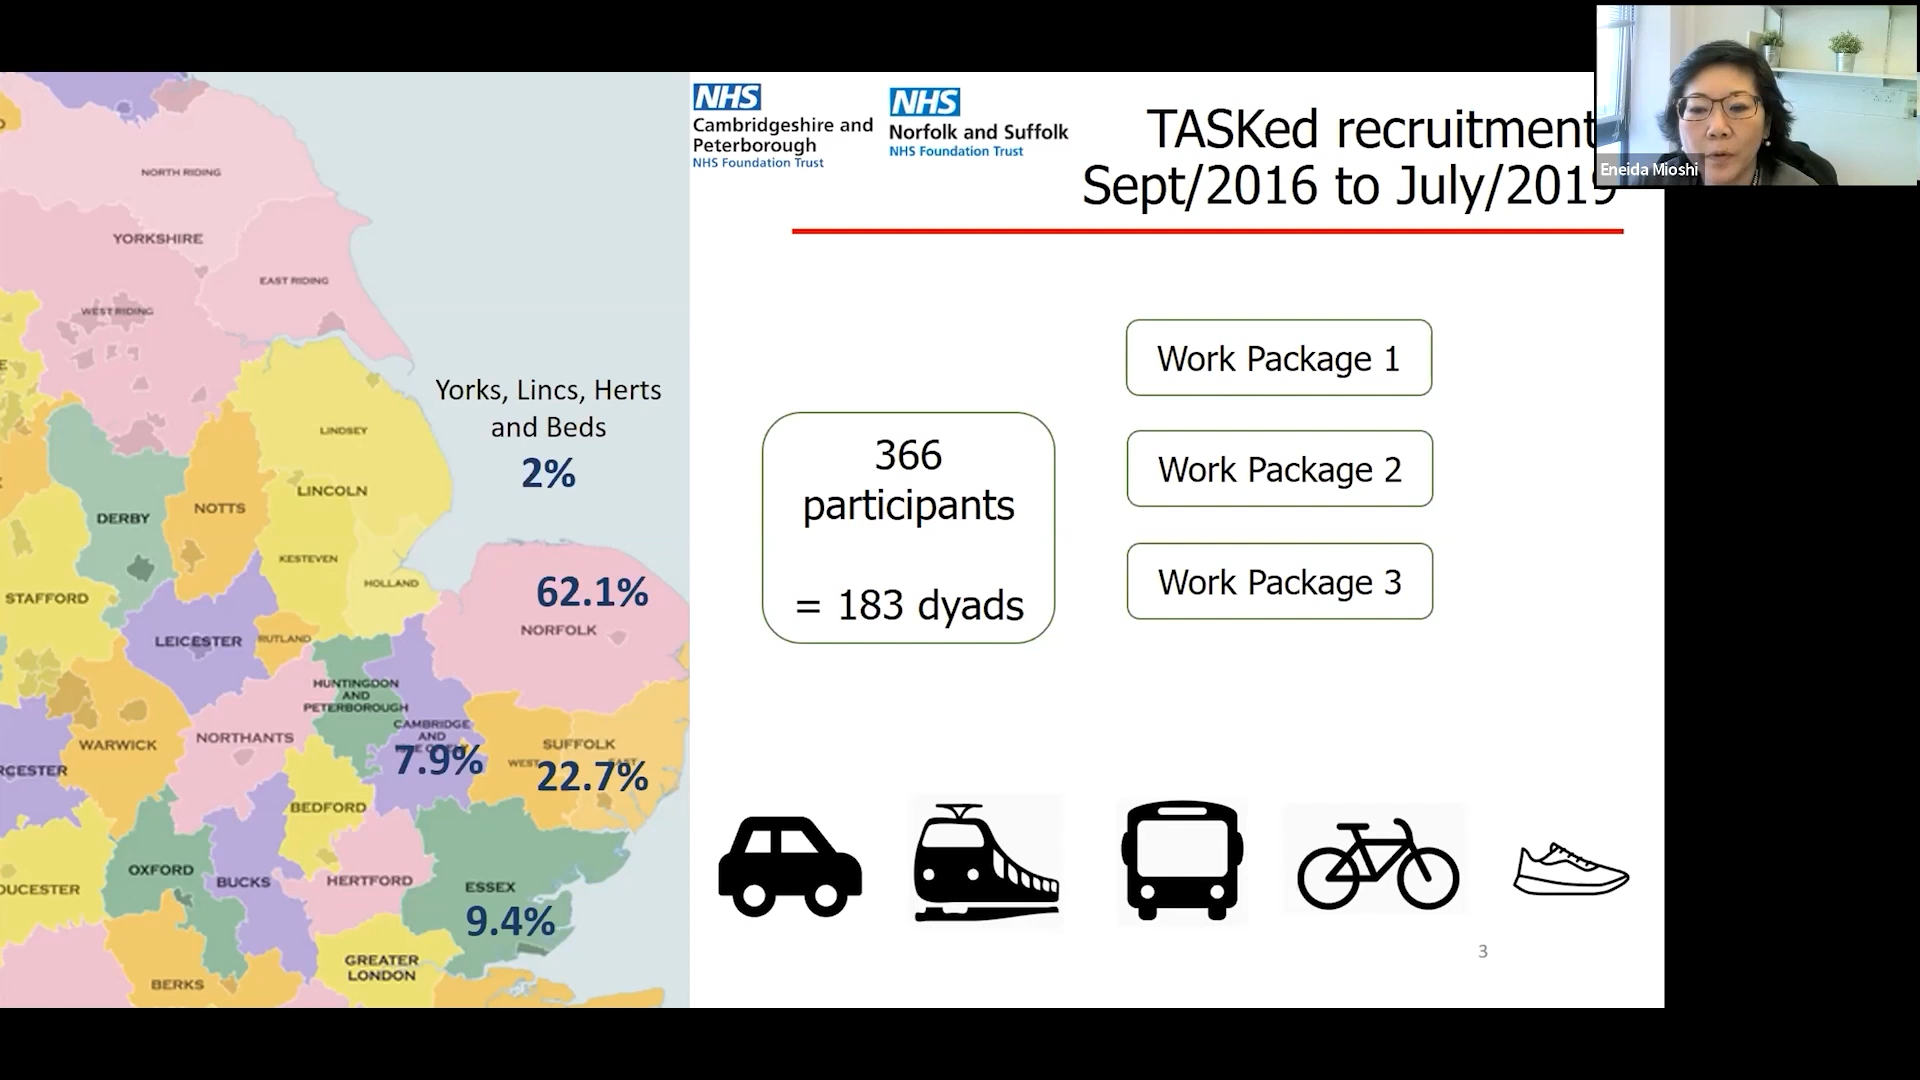 NHS
Cambridgeshire and
Peterborough
NHS Foundation Trust
NHS
Norfolk and Suffolk
NHS Foundation Trust
TASKed recruitment
Sept/2016 to July/2019
Eneida Mioshi
NORTH RIDING
YORKSHIRE
EAST RIDING
WEST RIDING
Yorks, Lincs, Herts
and Beds
2%
LINDSEY
LINCOLN
NOTTS
DERBY
KESTEVEN
HOLLAND
STAFFORD
62.1%
NORFOLK
LEICESTER
RUTLAND
HUNTINGDON
AND
PETERBOROUGH
CAMBRIDGE
AND
7.9%
NORTHANTS
WARWICK
SUFFOLK
WEST
EAST
22.7%
RCESTER
BEDFORD
OXFORD
BUCKS
HERTFORD
ESSEX
9.4%
OUCESTER
GREATER
LONDON
BERKS
366
participants
= 183 dyads
Work Package 1
Work Package 2
Work Package 3
3